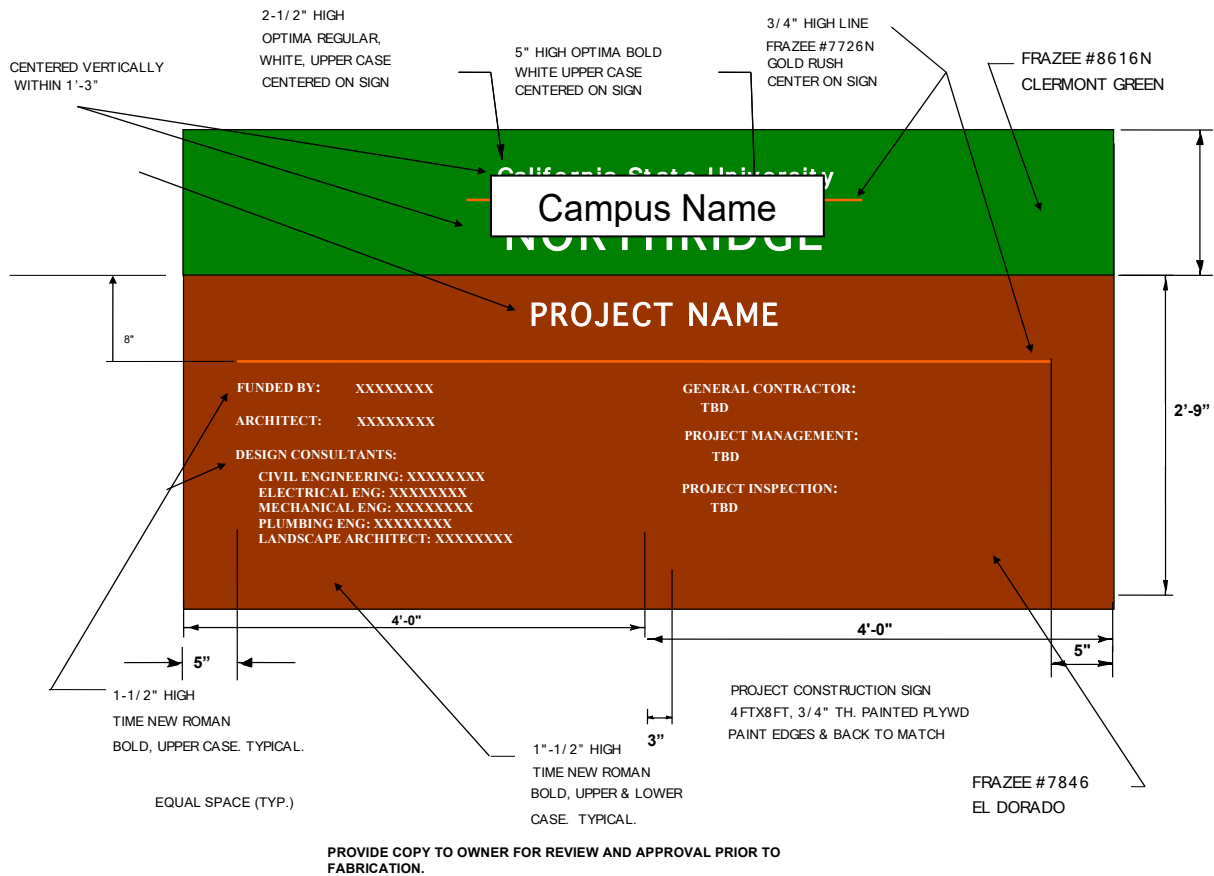 2-1/2" HIGH
OPTIMA REGULAR,
WHITE, UPPER CASE
CENTERED ON SIGN
5" HIGH OPTIMA BOLD
WHITE UPPER CASE
CENTERED ON SIGN
3/4" HIGH LINE
FRAZEE #7726N
GOLD RUSH
CENTER ON SIGN
CENTERED VERTICALLY
WITHIN 1'-3"
FRAZEE #8616N
CLERMONT GREEN
California State University
Campus Name
NORTHRIDGE
PROJECT NAME
8"
FUNDED BY: XXXXXXXX
ARCHITECT: XXXXXXXX
DESIGN CONSULTANTS:
CIVIL ENGINEERING: XXXXXXXX
ELECTRICAL ENG: XXXXXXXX
MECHANICAL ENG: XXXXXXXX
PLUMBING ENG: XXXXXXXX
LANDSCAPE ARCHITECT: XXXXXXXX
GENERAL CONTRACTOR:
TBD
PROJECT MANAGEMENT:
TBD
PROJECT INSPECTION:
TBD
2'-9"
4'-0"
4'-0"
5"
5"
3"
1-1/2" HIGH
TIME NEW ROMAN
BOLD, UPPER CASE. TYPICAL.
1"-1/2" HIGH
TIME NEW ROMAN
BOLD, UPPER & LOWER
CASE. TYPICAL.
PROJECT CONSTRUCTION SIGN
4FTX8FT, 3/4" TH. PAINTED PLYWD
PAINT EDGES & BACK TO MATCH
EQUAL SPACE (TYP.)
FRAZEE #7846
EL DORADO
PROVIDE COPY TO OWNER FOR REVIEW AND APPROVAL PRIOR TO
FABRICATION.